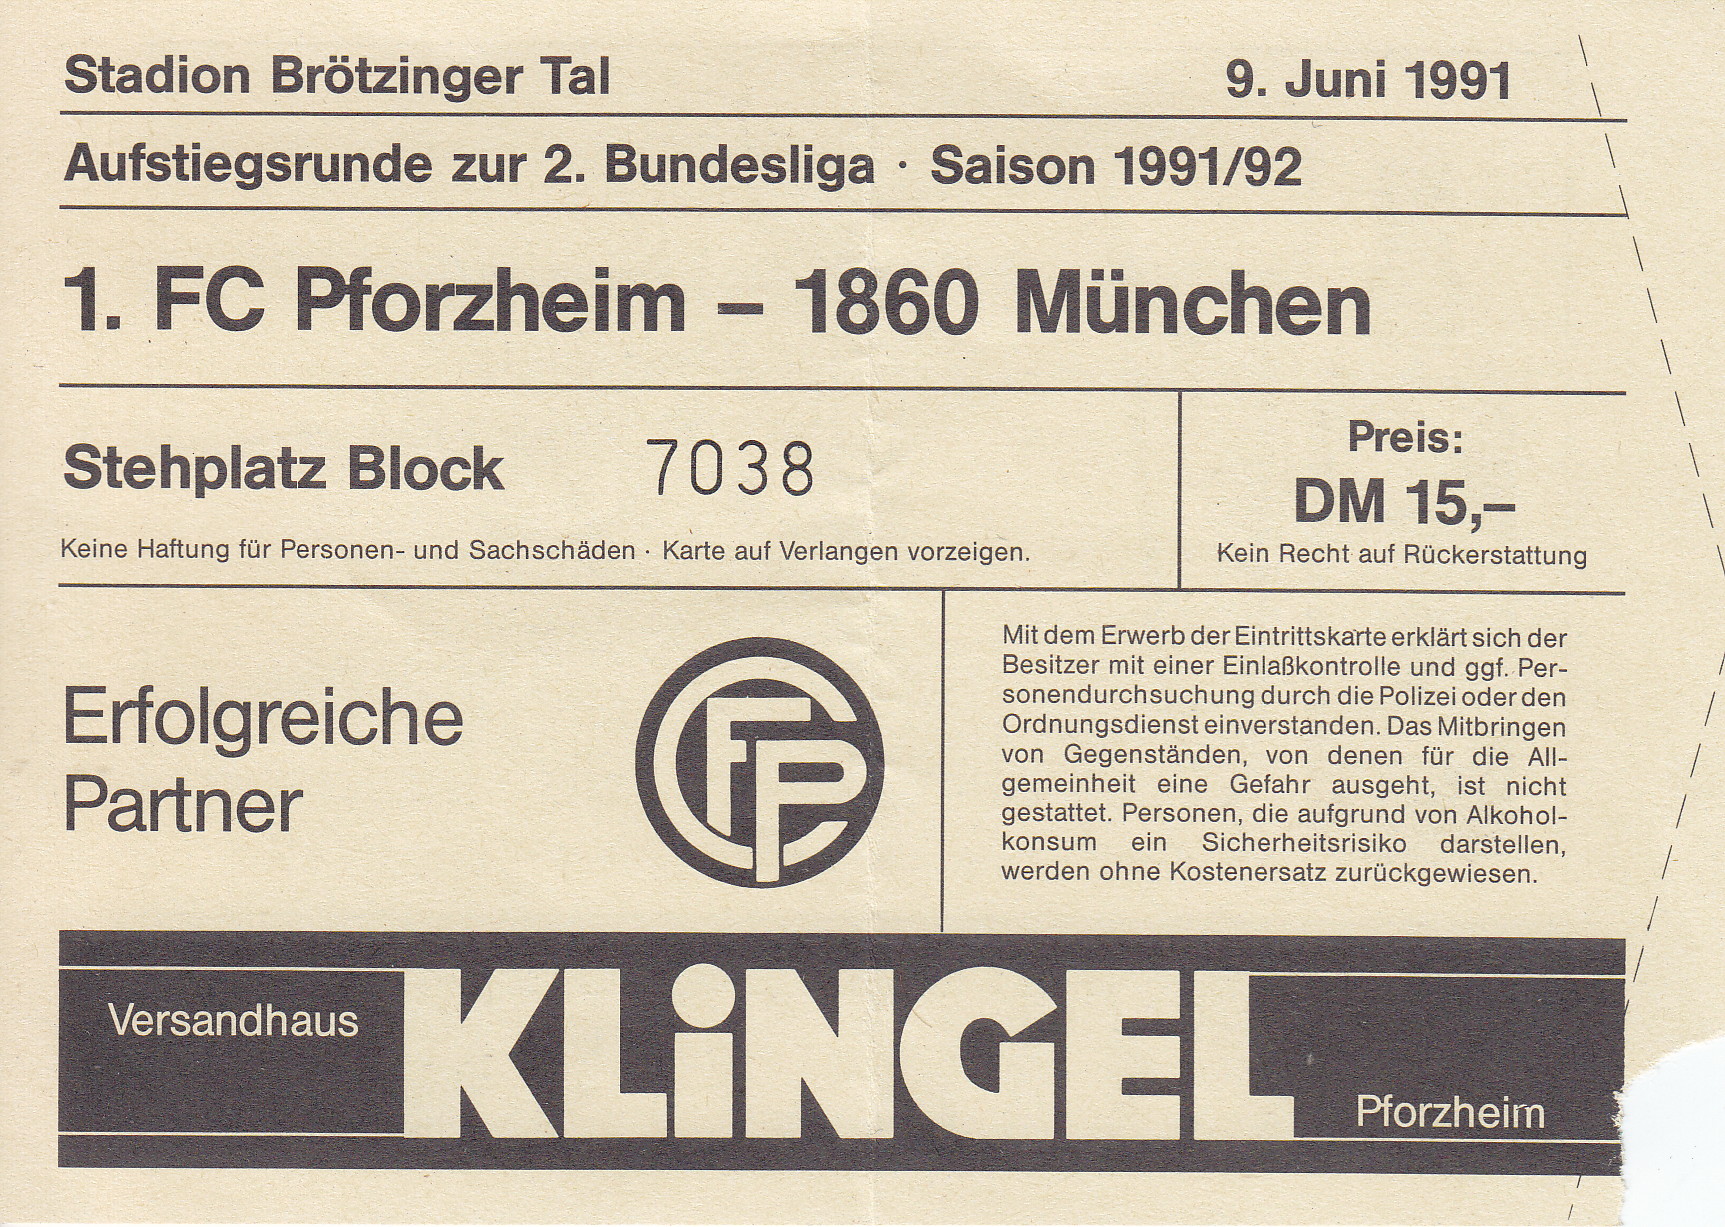 Stadion Brötzinger Tal 9. Juni 1991
Aufstiegsrunde zur 2. Bundesliga · Saison 1991/92
1. FC Pforzheim – 1860 München
Stehplatz Block 7038
Keine Haftung für Personen- und Sachschäden · Karte auf Verlangen vorzeigen.
Preis:
DM 15,–
Kein Recht auf Rückerstattung
Erfolgreiche
Partner
CFP
Mit dem Erwerb der Eintrittskarte erklärt sich der
Besitzer mit einer Einlaßkontrolle und ggf. Per-
sonendurchsuchung durch die Polizei oder den
Ordnungsdienst einverstanden. Das Mitbringen
von Gegenständen, von denen für die All-
gemeinheit eine Gefahr ausgeht, ist nicht
gestattet. Personen, die aufgrund von Alkohol-
konsum ein Sicherheitsrisiko darstellen,
werden ohne Kostenersatz zurückgewiesen.
Versandhaus
KLiNGEL
Pforzheim